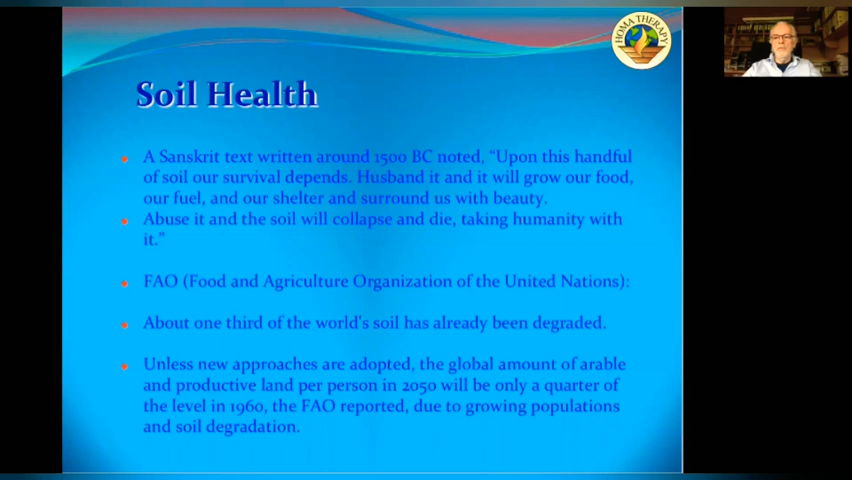 HOMA THERAPY
Soil Health
A Sanskrit text written around 1500 BC noted, “Upon this handful
of soil our survival depends. Husband it and it will grow our food,
our fuel, and our shelter and surround us with beauty.
Abuse it and the soil will collapse and die, taking humanity with
it.”
FAO (Food and Agriculture Organization of the United Nations):
About one third of the world's soil has already been degraded.
Unless new approaches are adopted, the global amount of arable
and productive land per person in 2050 will be only a quarter of
the level in 1960, the FAO reported, due to growing populations
and soil degradation.